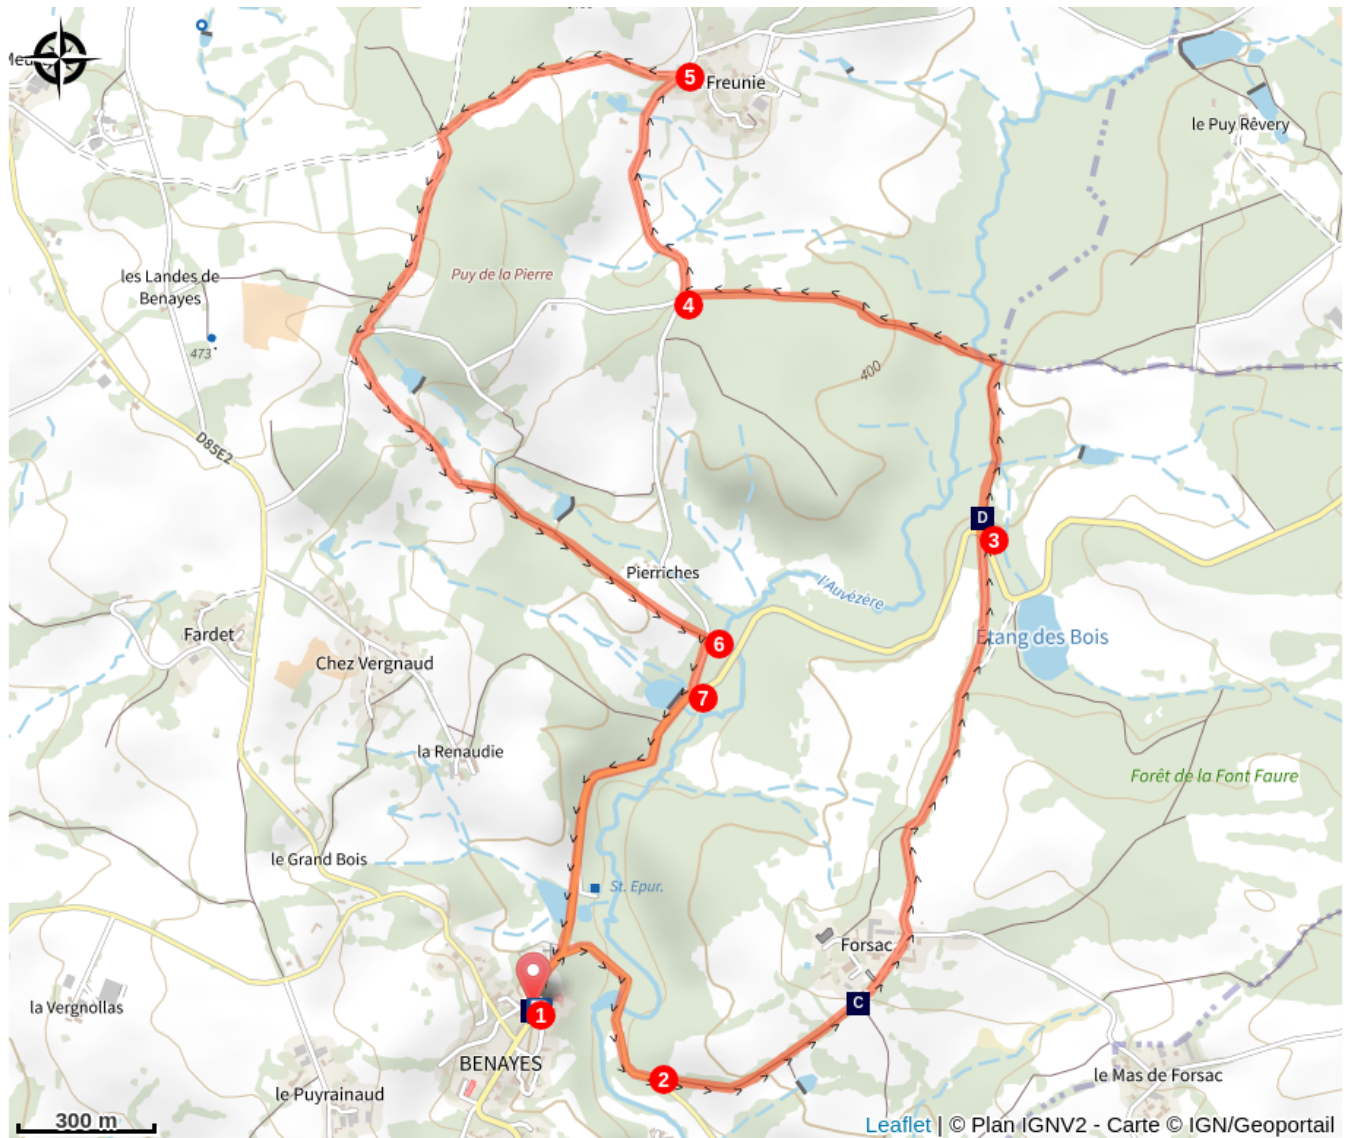 5
Freunie
le Puy Rêvery
les Landes de
Benayes
Puy de la Pierre
4
473
400
D85E2
D
3
Pierriches
l'Auvézère
Fardet
Chez Vergnaud
6
Étang des Bois
7
la Renaudie
Forêt de la Font Faure
le Grand Bois
St. Epur.
Forsac
la Vergnollas
C
1
BENAYES
2
le Puyrainaud
le Mas de Forsac
300 m
Leaflet | © Plan IGNV2 - Carte © IGN/Geoportail